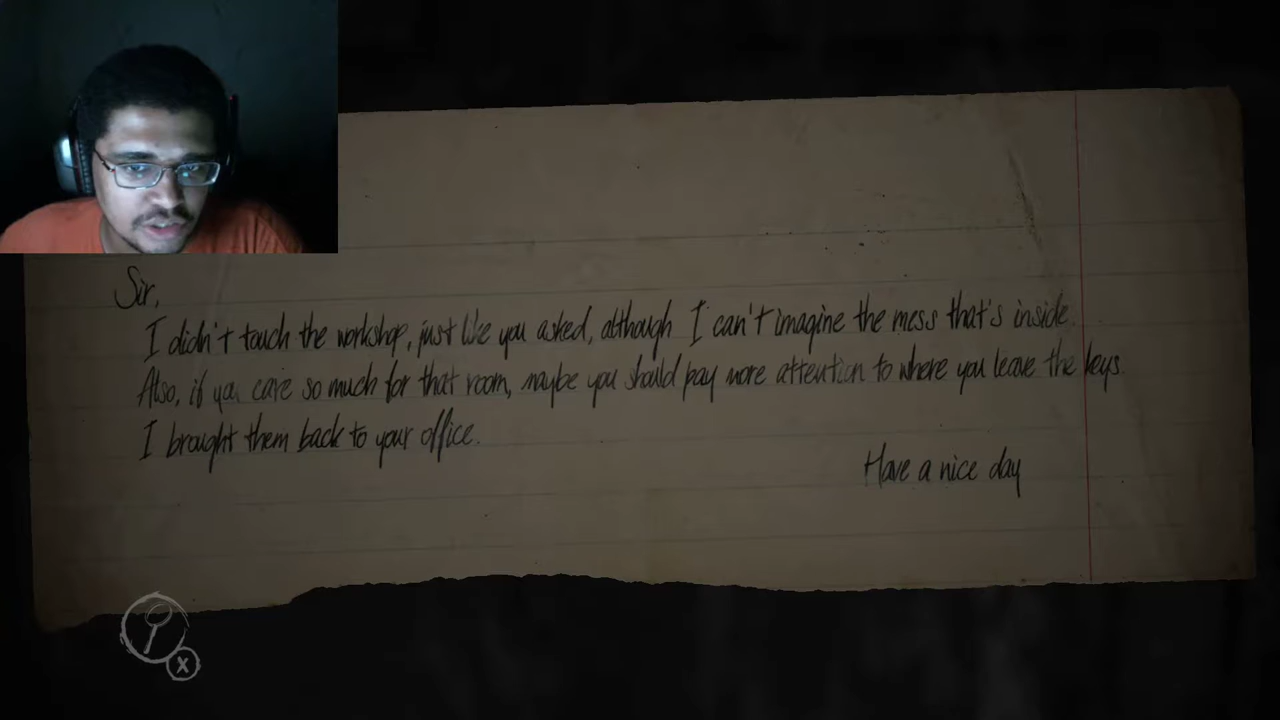 Sir,
I didn't touch the workshop, just like you asked, although I can't imagine the mess that's inside.
Also, if you care so much for that room, maybe you should pay more attention to where you leave the keys.
I brought them back to your office.
Have a nice day
X